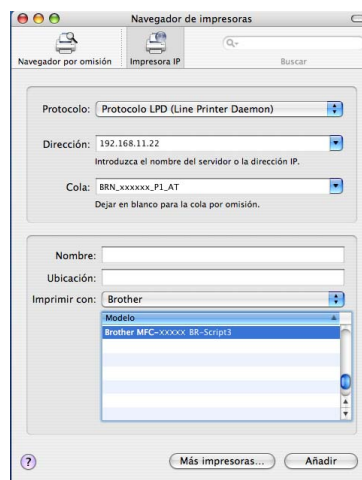 Navegador de impresoras
Navegador por omisión
Impresora IP
Buscar
Protocolo: Protocolo LPD (Line Printer Daemon)
Dirección: 192.168.11.22
Introduzca el nombre del servidor o la dirección IP.
Cola: BRN_xxxxxx_P1_AT
Dejar en blanco para la cola por omisión.
Nombre:
Ubicación:
Imprimir con: Brother
Modelo
Brother MFC-XXXXX BR-Script3
?
Más impresoras...
Añadir